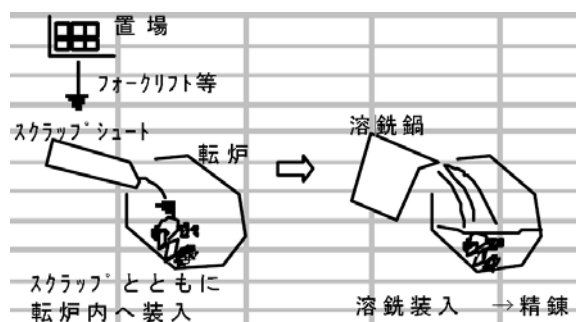 置場
フォークリフト等
スクラップシュート
転炉
溶銑鍋
スクラップとともに
転炉内へ装入
溶銑装入 →精錬